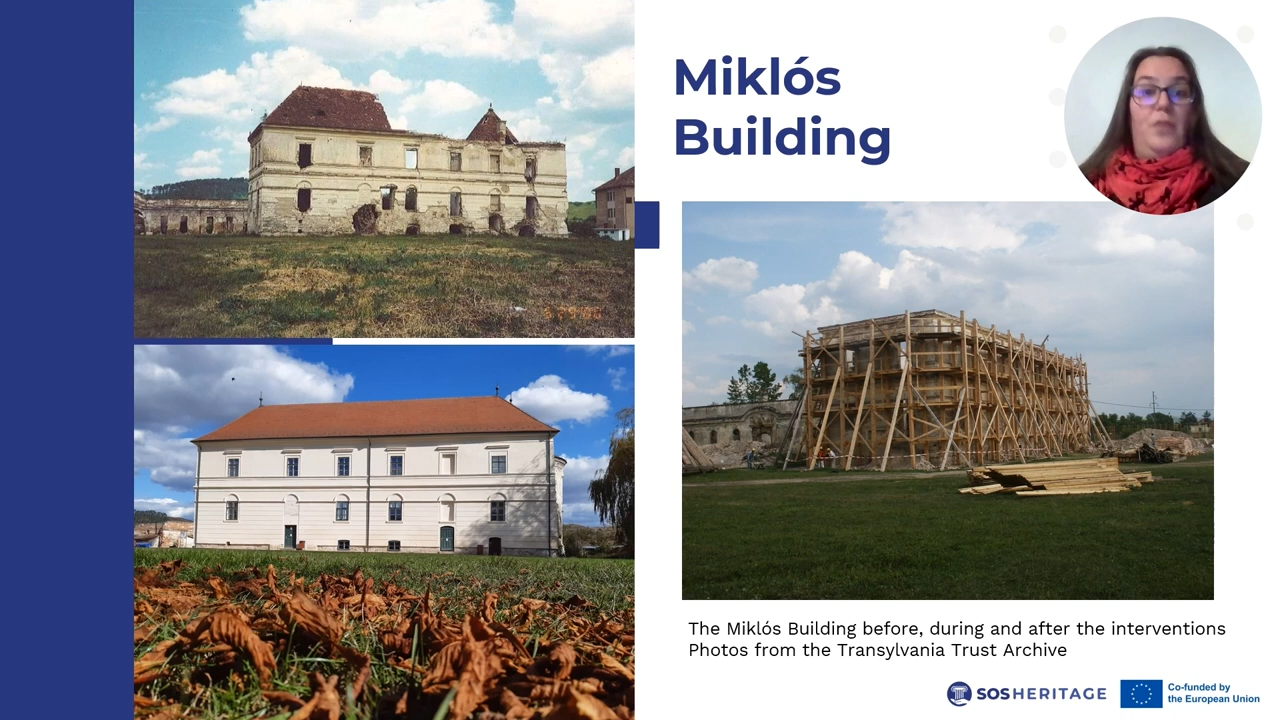 Miklós
Building
The Miklós Building before, during and after the interventions
Photos from the Transylvania Trust Archive
SOSHERITAGE
Co-funded by
the European Union